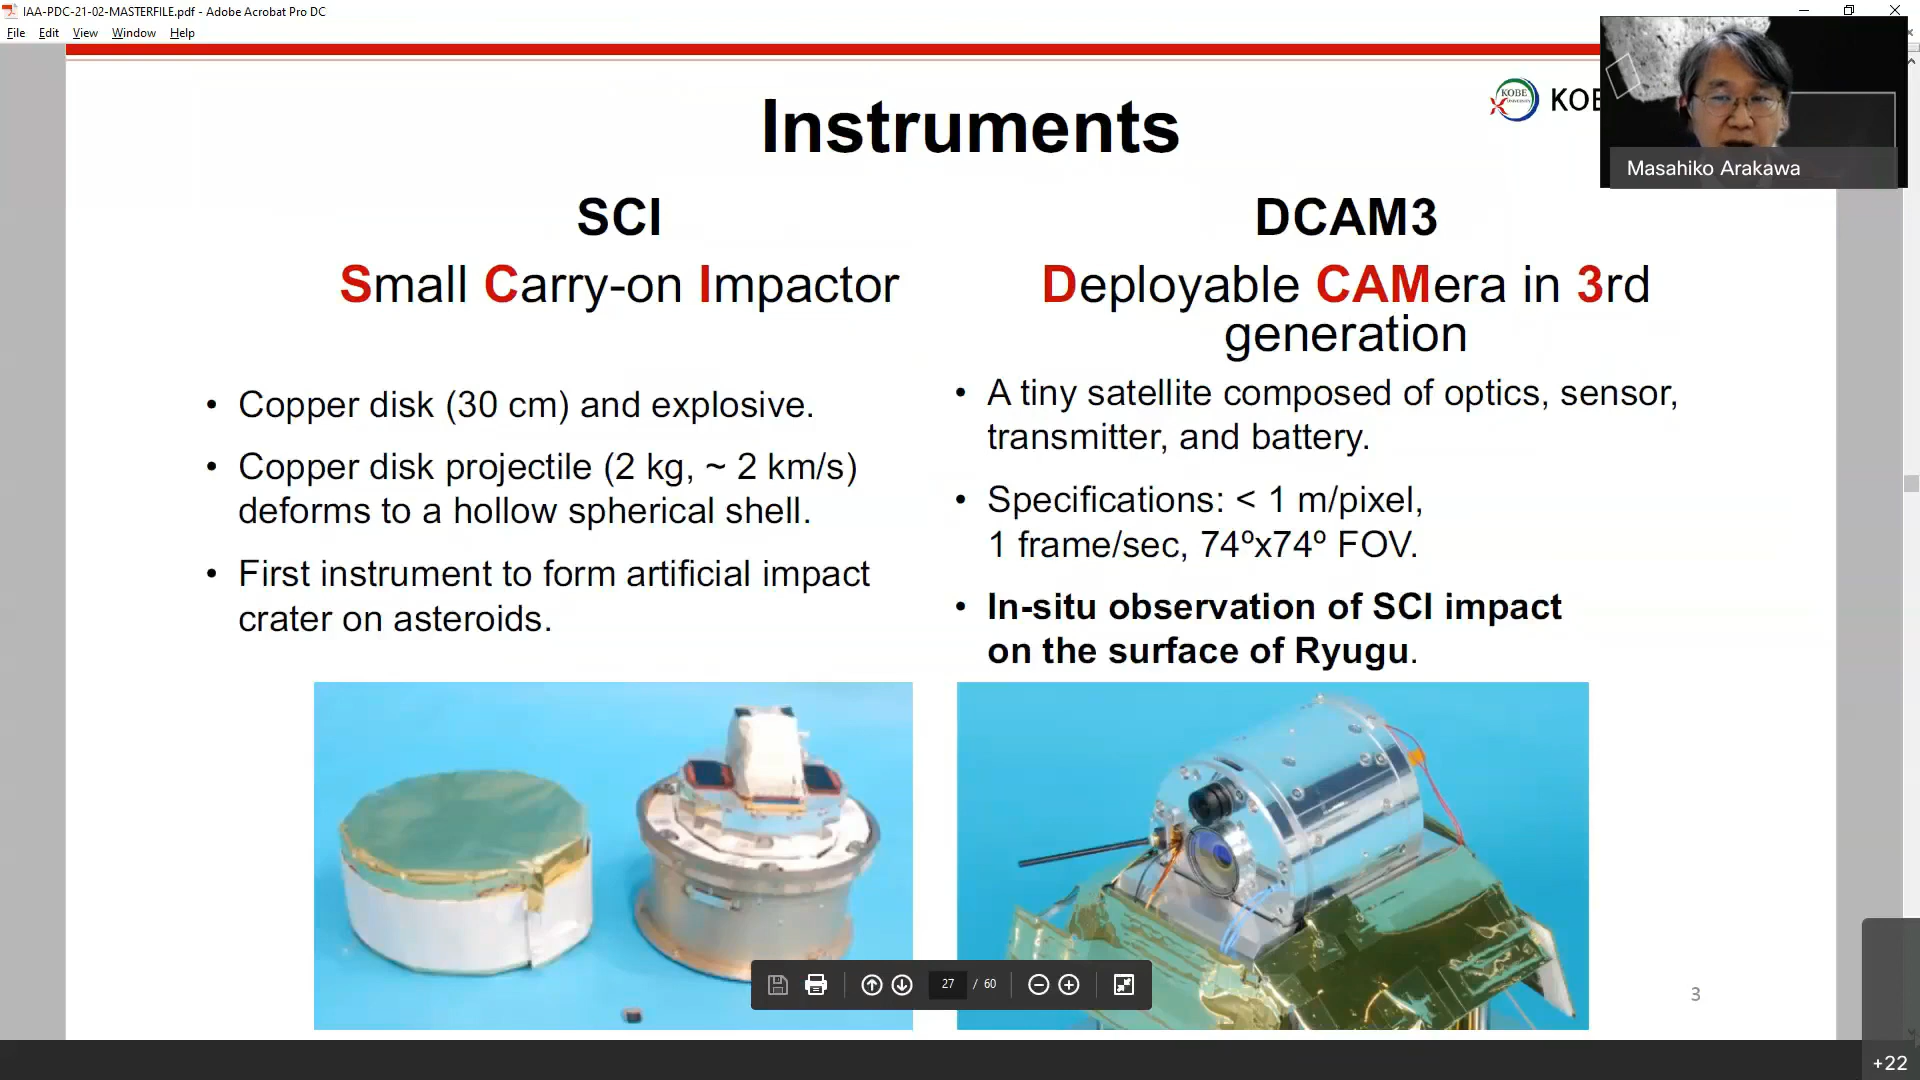 IAA-PDC-21-02-MASTERFILE.pdf - Adobe Acrobat Pro DC
File Edit View Window Help
KOBE
UNIVERSITY
KOB
Masahiko Arakawa
Instruments
SCI
Small Carry-on Impactor
• Copper disk (30 cm) and explosive.
• Copper disk projectile (2 kg, ~ 2 km/s)
deforms to a hollow spherical shell.
• First instrument to form artificial impact
crater on asteroids.
DCAM3
Deployable CAMera in 3rd
generation
• A tiny satellite composed of optics, sensor,
transmitter, and battery.
• Specifications: < 1 m/pixel,
1 frame/sec, 74ºx74º FOV.
• In-situ observation of SCI impact
on the surface of Ryugu.
27 / 60
3
+22